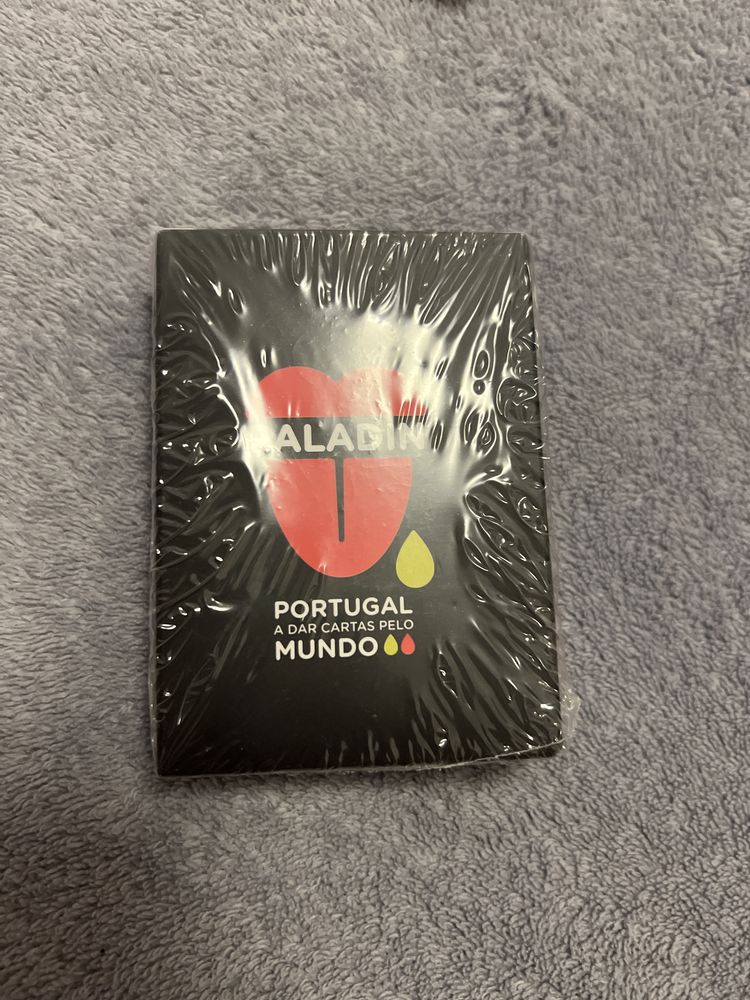 ALADIN
PORTUGAL
A DAR CARTAS PELO
MUNDO